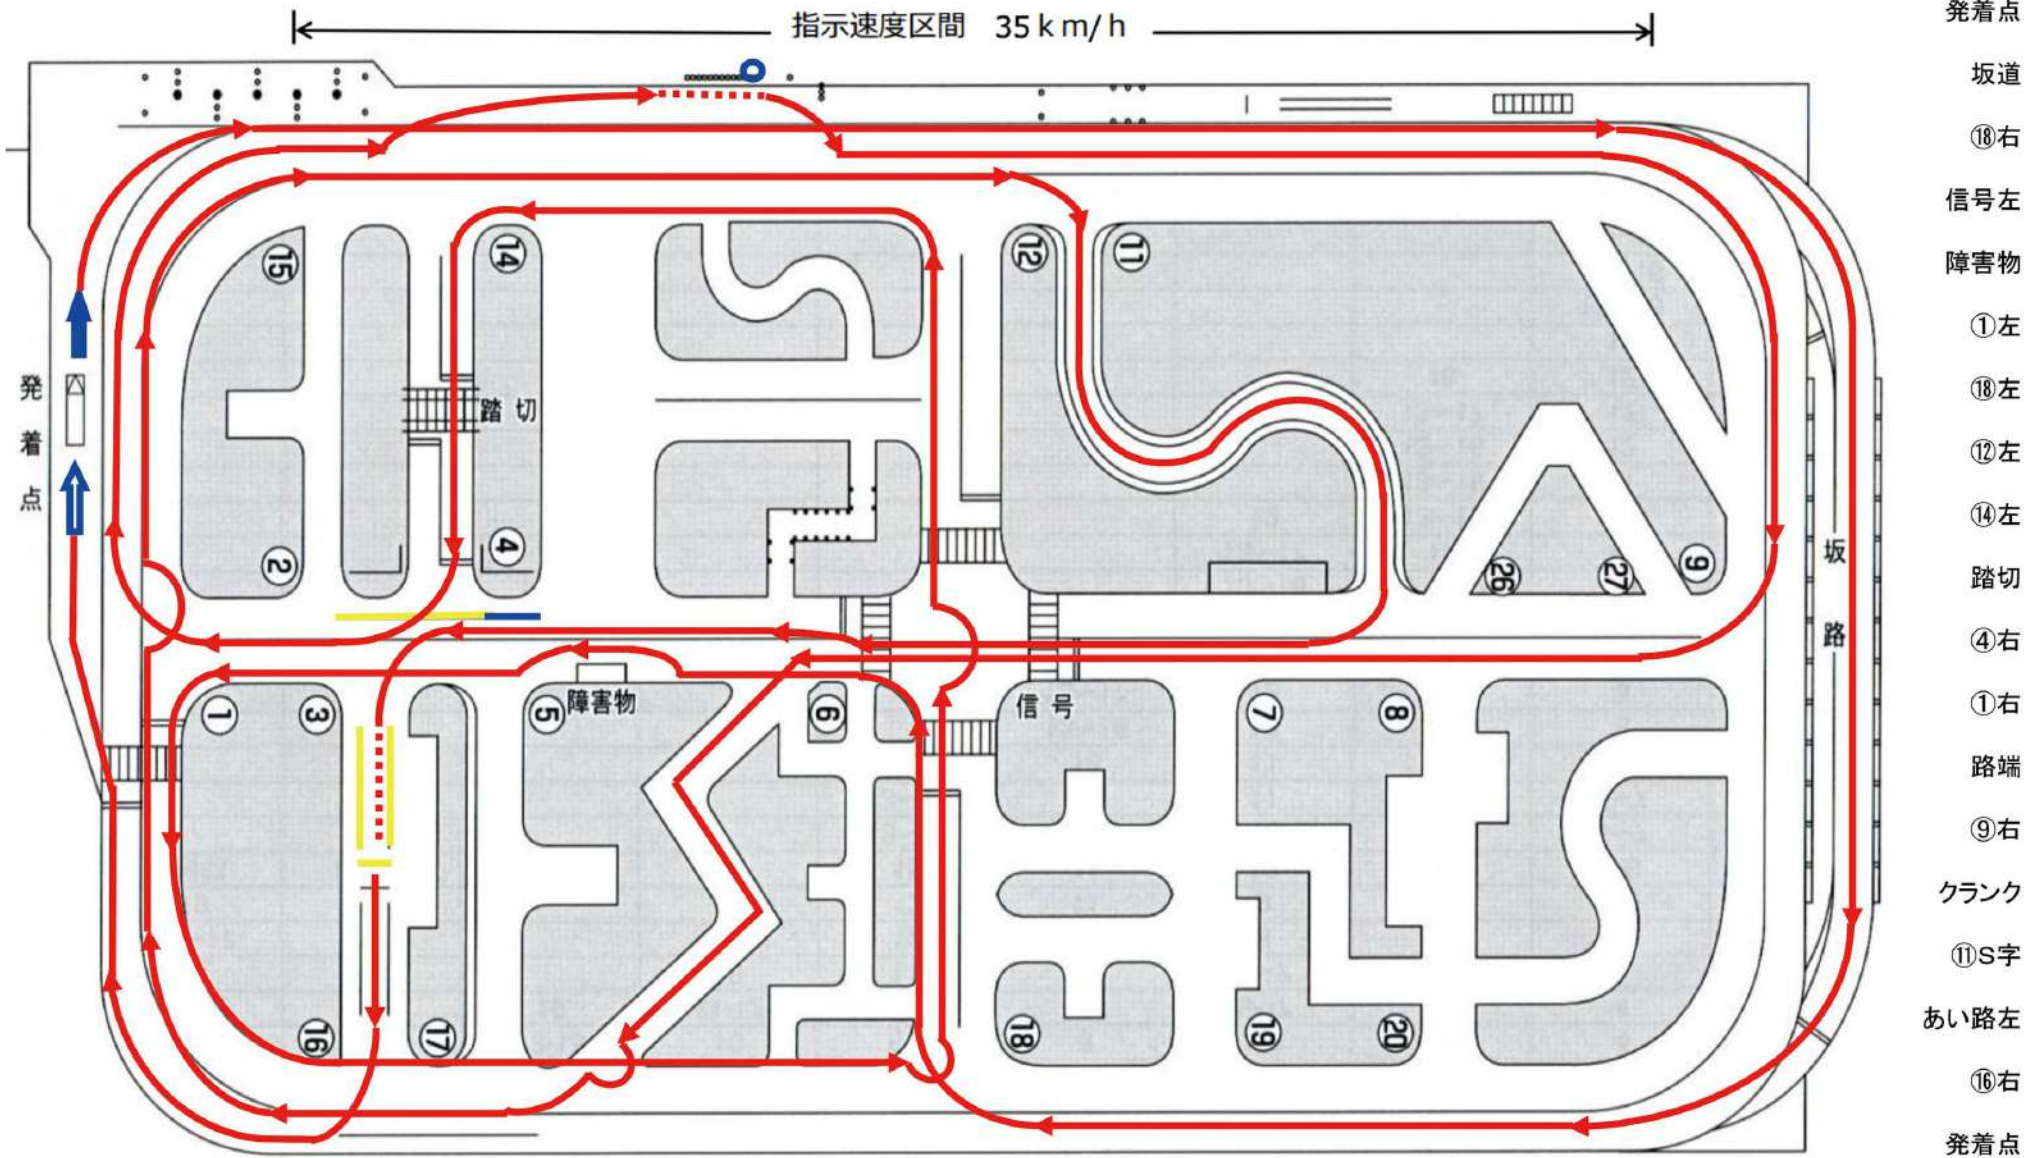 指示速度区間 35km/h
発着点
坂道
⑱右
信号左
障害物
①左
⑱左
⑫左
⑭左
踏切
④右
①右
路端
⑨右
クランク
⑪S字
あい路左
⑯右
発着点
発着点
⑮
⑭
⑫
⑪
踏切
②
④
㉖
㉗
⑨
坂路
①
③
⑤
障害物
⑥
信号
⑦
⑧
⑯
⑰
⑱
⑲
⑳